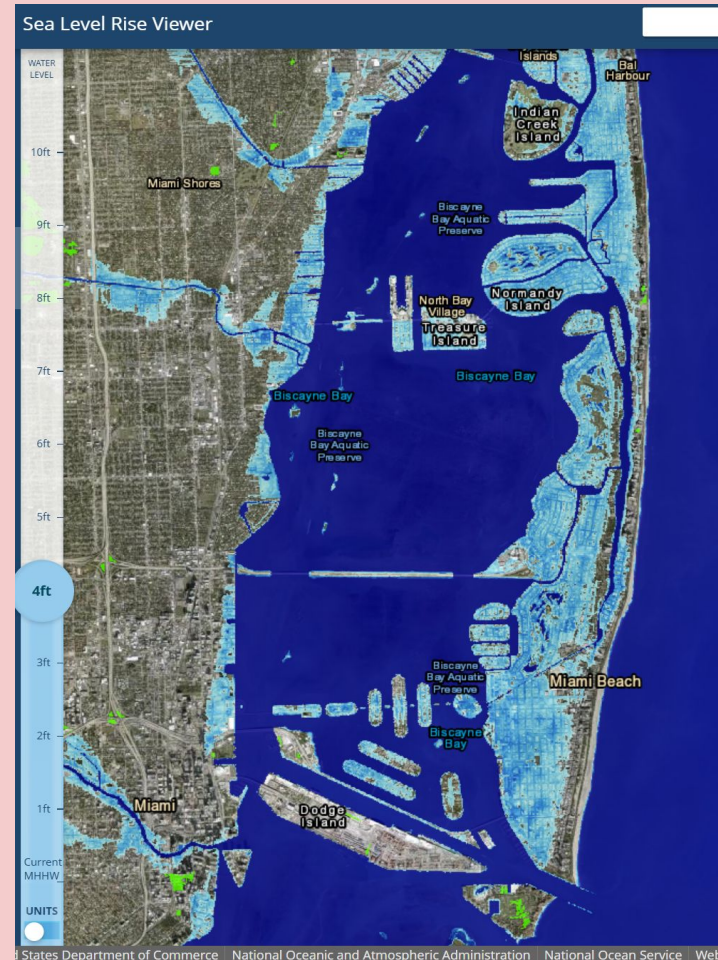 Sea Level Rise Viewer
WATER
LEVEL
10ft
9ft
8ft
7ft
6ft
5ft
4ft
3ft
2ft
1ft
Current
MHHW
UNITS
Islands
Bal
Harbour
Indian
Creek
Island
Miami Shores
Biscayne
Bay Aquatic
Preserve
Normandy
Island
North Bay
Village
Treasure
Island
Biscayne Bay
Biscayne Bay
Biscayne
Bay Aquatic
Preserve
Biscayne
Bay Aquatic
Preserve
Miami Beach
Biscayne
Bay
Miami
Dodge
Island
States Department of Commerce
National Oceanic and Atmospheric Administration
National Ocean Service